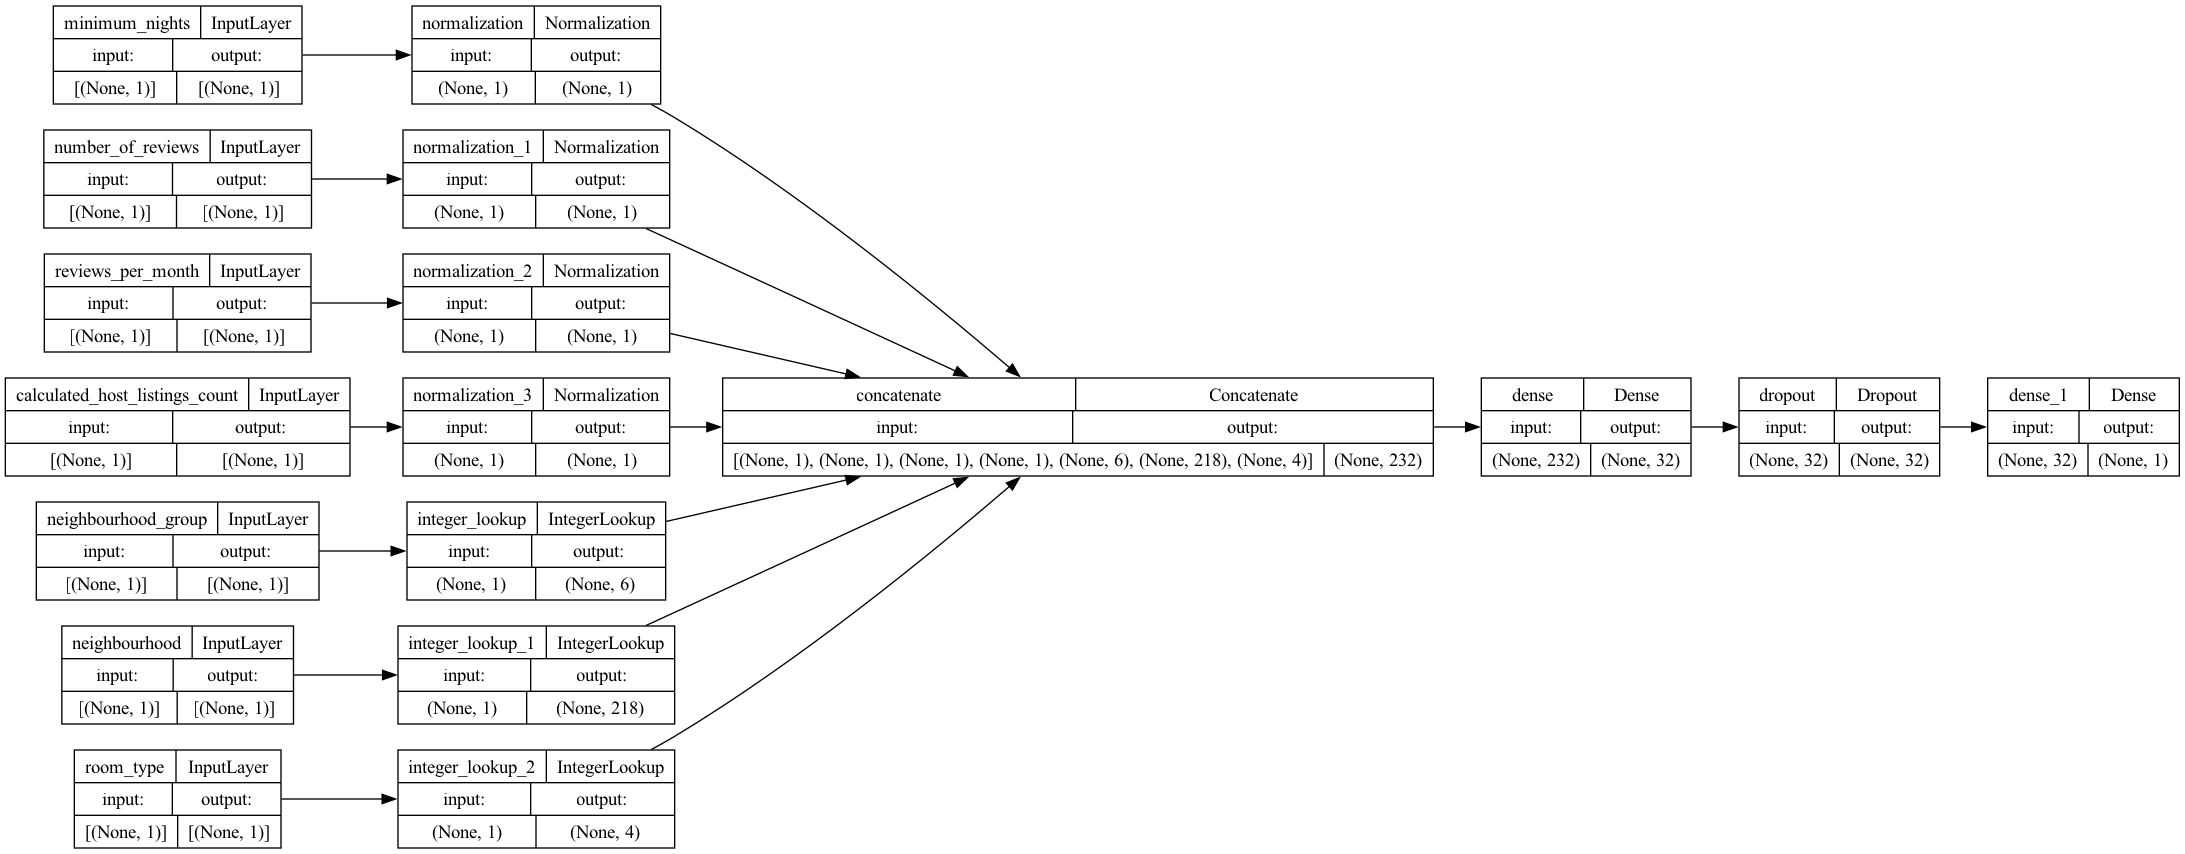 minimum_nights InputLayer
input: output:
[(None, 1)] [(None, 1)]
normalization Normalization
input: output:
(None, 1) (None, 1)
number_of_reviews InputLayer
input: output:
[(None, 1)] [(None, 1)]
normalization_1 Normalization
input: output:
(None, 1) (None, 1)
reviews_per_month InputLayer
input: output:
[(None, 1)] [(None, 1)]
normalization_2 Normalization
input: output:
(None, 1) (None, 1)
calculated_host_listings_count InputLayer
input: output:
[(None, 1)] [(None, 1)]
normalization_3 Normalization
input: output:
(None, 1) (None, 1)
concatenate Concatenate
input: output:
[(None, 1), (None, 1), (None, 1), (None, 1), (None, 6), (None, 218), (None, 4)] (None, 232)
dense Dense
input: output:
(None, 232) (None, 32)
dropout Dropout
input: output:
(None, 32) (None, 32)
dense_1 Dense
input: output:
(None, 32) (None, 1)
neighbourhood_group InputLayer
input: output:
[(None, 1)] [(None, 1)]
integer_lookup IntegerLookup
input: output:
(None, 1) (None, 6)
neighbourhood InputLayer
input: output:
[(None, 1)] [(None, 1)]
integer_lookup_1 IntegerLookup
input: output:
(None, 1) (None, 218)
room_type InputLayer
input: output:
[(None, 1)] [(None, 1)]
integer_lookup_2 IntegerLookup
input: output:
(None, 1) (None, 4)